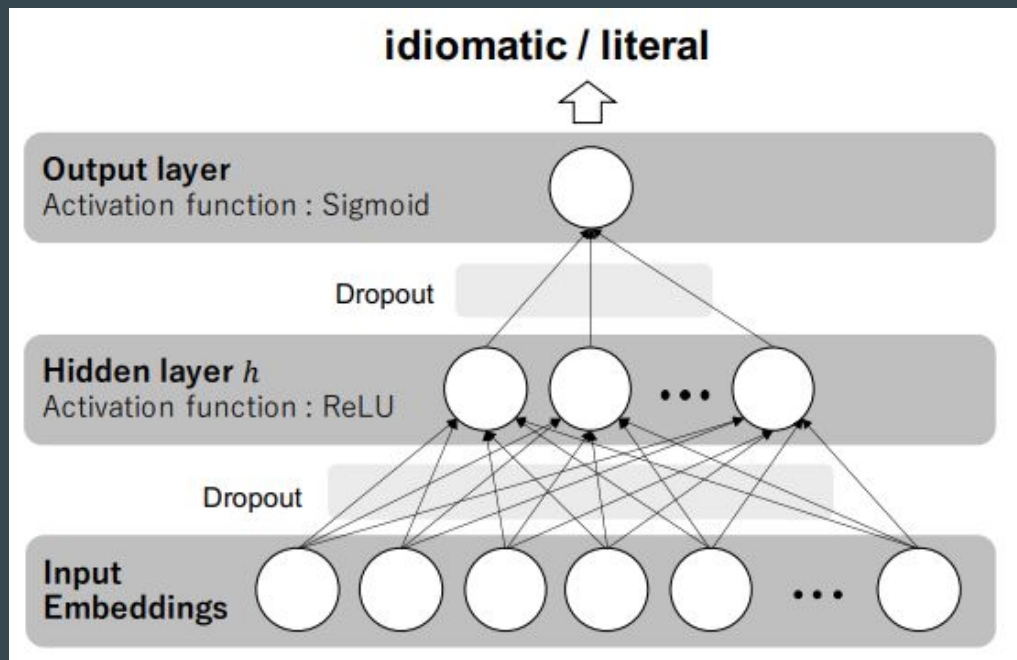 idiomatic / literal
Output layer
Activation function : Sigmoid
Dropout
Hidden layer h
Activation function : ReLU
Dropout
Input
Embeddings